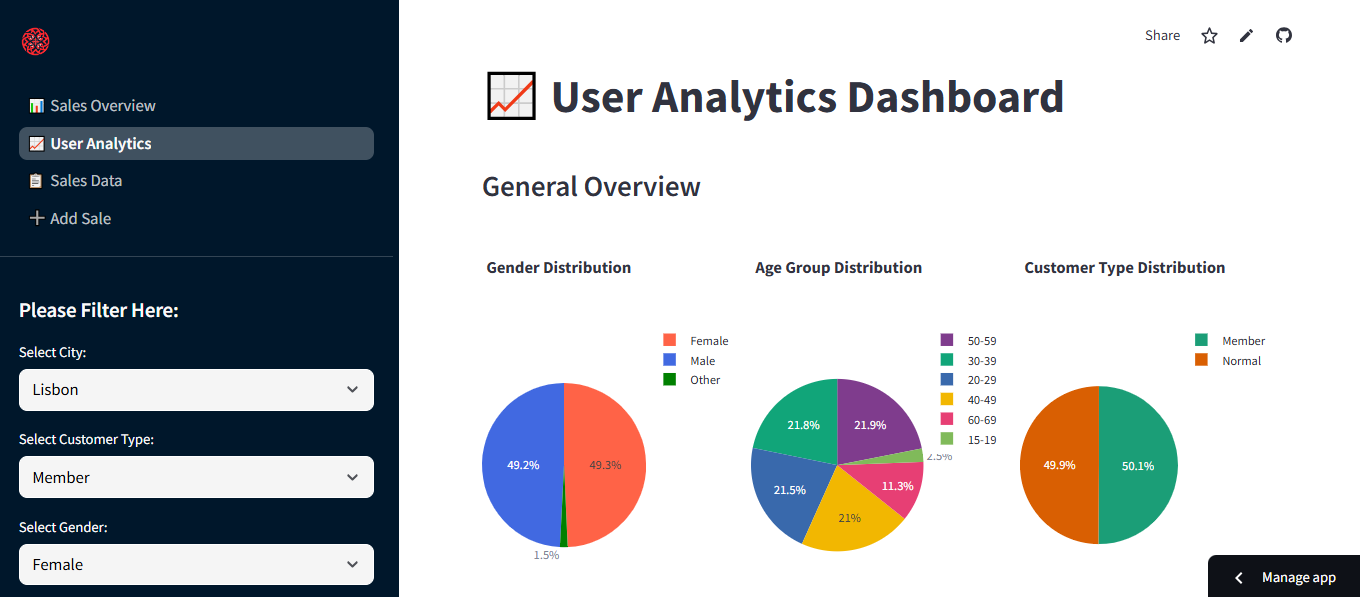 Sales Overview
User Analytics
Sales Data
Add Sale
Please Filter Here:
Select City:
Lisbon
Select Customer Type:
Member
Select Gender:
Female
Share
User Analytics Dashboard
General Overview
Gender Distribution
Female
Male
Other
49.2%
49.3%
1.5%
Age Group Distribution
50-59
30-39
20-29
40-49
60-69
15-19
21.8%
21.9%
2.5%
21.5%
11.3%
21%
Customer Type Distribution
Member
Normal
49.9%
50.1%
Manage app